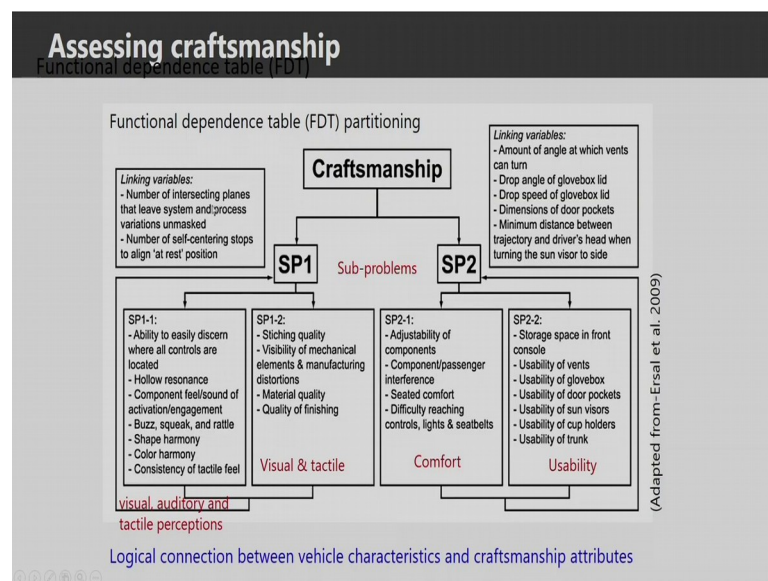 Assessing craftsmanship
Functional dependence table (FDT)
Functional dependence table (FDT) partitioning
Craftsmanship
Linking variables:
- Number of intersecting planes
that leave system and process
variations unmasked
- Number of self-centering stops
to align 'at rest' position
Linking variables:
- Amount of angle at which vents
can turn
- Drop angle of glovebox lid
- Drop speed of glovebox lid
- Dimensions of door pockets
- Minimum distance between
trajectory and driver's head when
turning the sun visor to side
SP1
Sub-problems
SP2
SP1-1:
- Ability to easily discern
where all controls are
located
- Hollow resonance
- Component feel/sound of
activation/engagement
- Buzz, squeak, and rattle
- Shape harmony
- Color harmony
- Consistency of tactile feel
visual, auditory and
tactile perceptions
SP1-2:
- Stiching quality
- Visibility of mechanical
elements & manufacturing
distortions
- Material quality
- Quality of finishing
Visual & tactile
SP2-1:
- Adjustability of
components
- Component/passenger
interference
- Seated comfort
- Difficulty reaching
controls, lights & seatbelts
Comfort
SP2-2:
- Storage space in front
console
- Usability of vents
- Usability of glovebox
- Usability of door pockets
- Usability of sun visors
- Usability of cup holders
- Usability of trunk
Usability
(Adapted from-Ersal et al. 2009)
Logical connection between vehicle characteristics and craftsmanship attributes